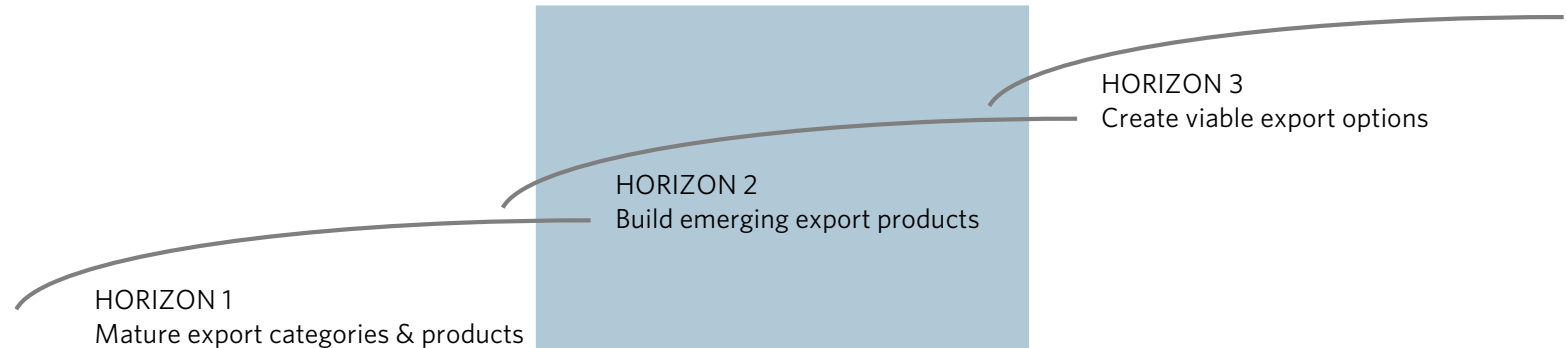 HORIZON 3
Create viable export options
HORIZON 2
Build emerging export products
HORIZON 1
Mature export categories & products